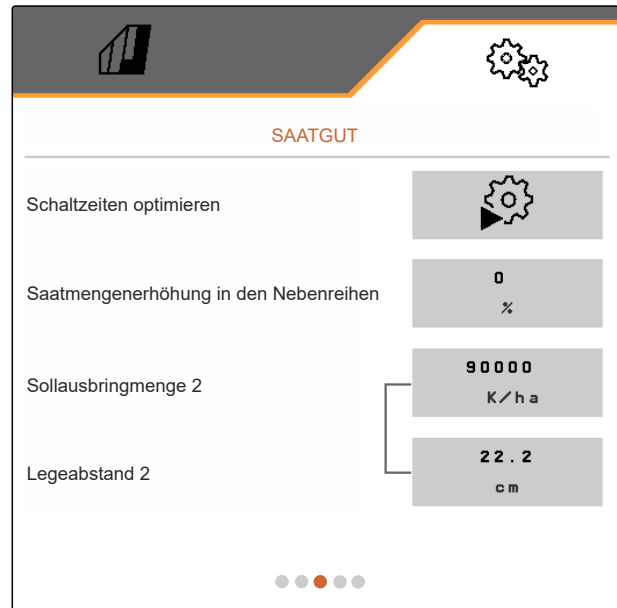 SAATGUT
Schaltzeiten optimieren
Saatmengenerhöhung in den Nebenreihen
0
%
Sollausbringmenge 2
90000
K/ha
Legeabstand 2
22.2
cm